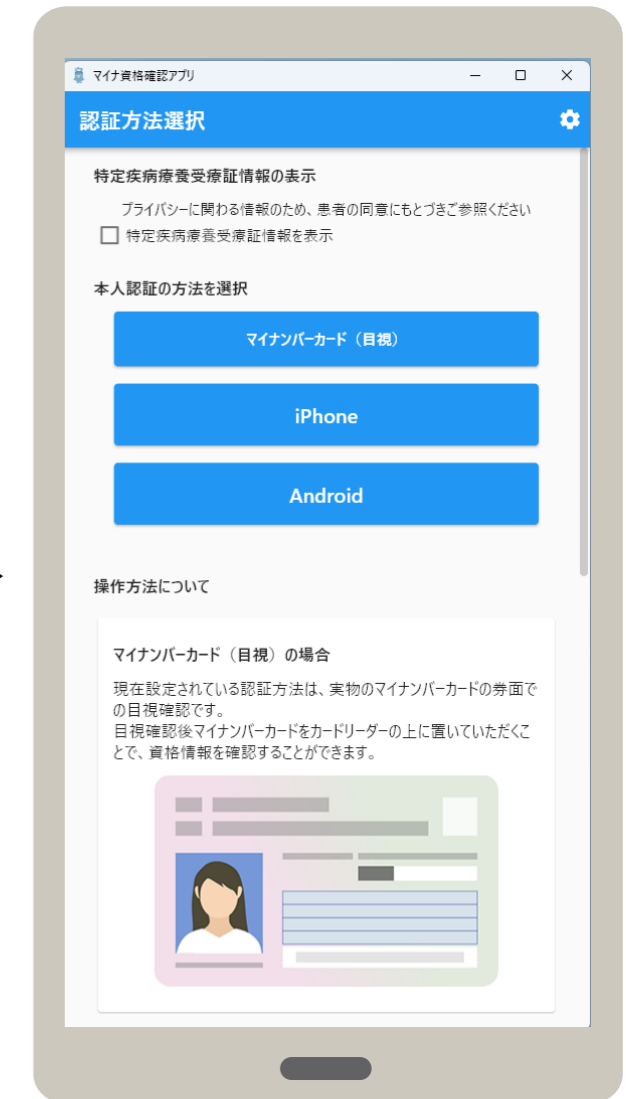 マイナ資格確認アプリ
認証方法選択
特定疾病療養受療証情報の表示
プライバシーに関わる情報のため、患者の同意にもとづきご参照ください
特定疾病療養受療証情報を表示
本人認証の方法を選択
マイナンバーカード（目視）
iPhone
Android
操作方法について
マイナンバーカード（目視）の場合
現在設定されている認証方法は、実物のマイナンバーカードの券面で
の目視確認です。
目視確認後マイナンバーカードをカードリーダーの上に置いていただくこ
とで、資格情報を確認することができます。